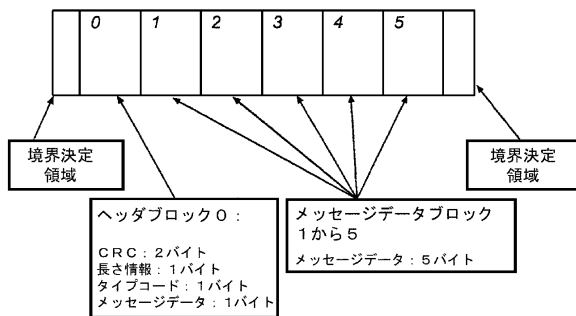 0 1 2 3 4 5
境界決定
領域
境界決定
領域
ヘッダブロック０：
ＣＲＣ：２バイト
長さ情報：１バイト
タイプコード：１バイト
メッセージデータ：１バイト
メッセージデータブロック
１から５
メッセージデータ：５バイト